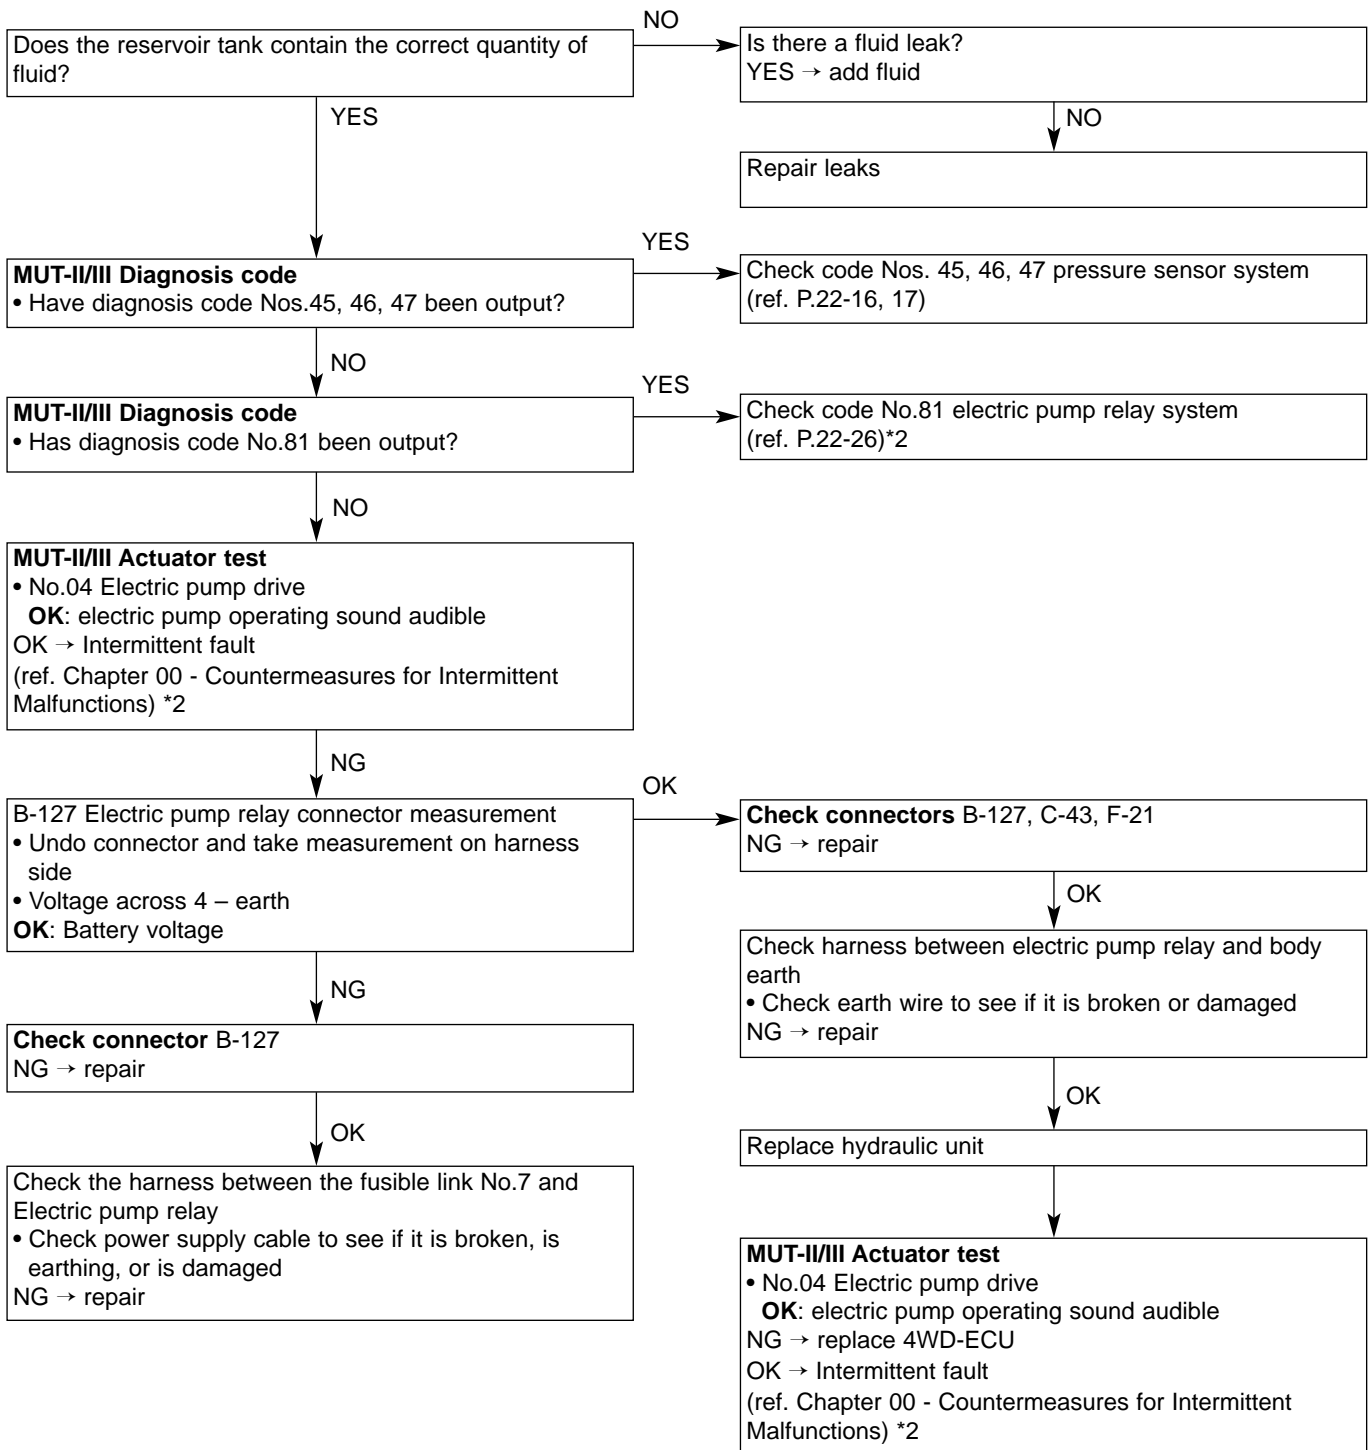 NO
Does the reservoir tank contain the correct quantity of
fluid?
Is there a fluid leak?
YES → add fluid
YES
NO
Repair leaks
YES
MUT-II/III Diagnosis code
• Have diagnosis code Nos.45, 46, 47 been output?
Check code Nos. 45, 46, 47 pressure sensor system
(ref. P.22-16, 17)
NO
YES
MUT-II/III Diagnosis code
• Has diagnosis code No.81 been output?
Check code No.81 electric pump relay system
(ref. P.22-26)*2
NO
MUT-II/III Actuator test
• No.04 Electric pump drive
OK: electric pump operating sound audible
OK → Intermittent fault
(ref. Chapter 00 - Countermeasures for Intermittent
Malfunctions) *2
NG
OK
B-127 Electric pump relay connector measurement
• Undo connector and take measurement on harness
side
• Voltage across 4 – earth
OK: Battery voltage
Check connectors B-127, C-43, F-21
NG → repair
OK
Check harness between electric pump relay and body
earth
• Check earth wire to see if it is broken or damaged
NG → repair
NG
Check connector B-127
NG → repair
OK
OK
Replace hydraulic unit
Check the harness between the fusible link No.7 and
Electric pump relay
• Check power supply cable to see if it is broken, is
earthing, or is damaged
NG → repair
MUT-II/III Actuator test
• No.04 Electric pump drive
OK: electric pump operating sound audible
NG → replace 4WD-ECU
OK → Intermittent fault
(ref. Chapter 00 - Countermeasures for Intermittent
Malfunctions) *2